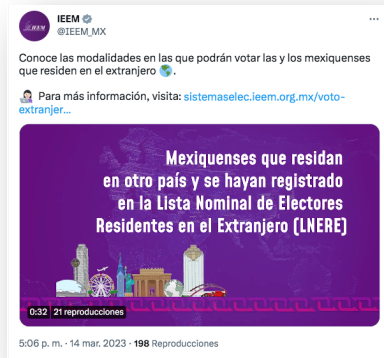 IEEM
@IEEM_MX
Conoce las modalidades en las que podrán votar las y los mexiquenses
que residen en el extranjero 🌎.
👩🏻‍💻 Para más información, visita: sistemaselec.ieem.org.mx/voto-
extranjer...
Mexiquenses que residan
en otro país y se hayan registrado
en la Lista Nominal de Electores
Residentes en el Extranjero (LNERE)
0:32 21 reproducciones
5:06 p. m. · 14 mar. 2023 · 198 Reproducciones